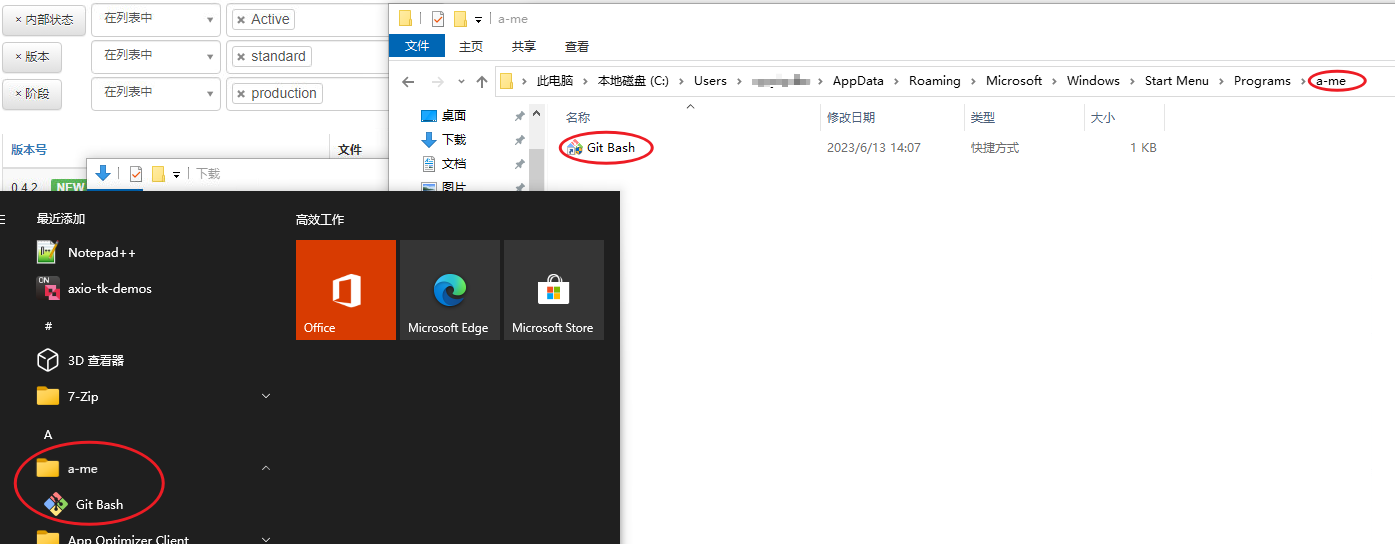 × 内部状态 在列表中 × Active
× 版本 在列表中 × standard
× 阶段 在列表中 × production
版本号 文件
0.4.2 NEW
下载
a-me
文件 主页 共享 查看
此电脑 本地磁盘 (C:) Users AppData Roaming Microsoft Windows Start Menu Programs a-me
桌面
下载
文档
图片
名称 修改日期 类型 大小
Git Bash 2023/6/13 14:07 快捷方式 1 KB
最近添加
Notepad++
axio-tk-demos
#
3D 查看器
7-Zip
A
a-me
Git Bash
App Optimizer Client
高效工作
Office
Microsoft Edge
Microsoft Store